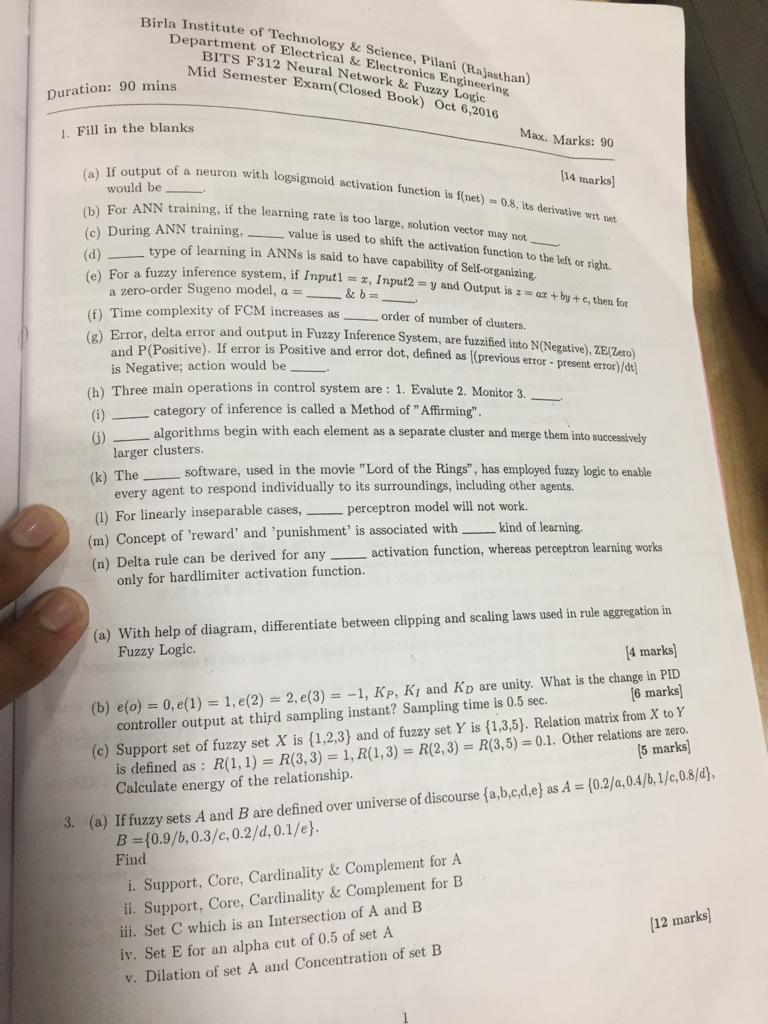 Birla Institute of Technology & Science, Pilani (Rajasthan)
Department of Electrical & Electronics Engineering
BITS F312 Neural Network & Fuzzy Logic
Mid Semester Exam(Closed Book) Oct 6,2016
Duration: 90 mins
Max. Marks: 90
1. Fill in the blanks
[14 marks]
(a) If output of a neuron with logsigmoid activation function is f(net) = 0.8, its derivative wrt net
would be ____.
(b) For ANN training, if the learning rate is too large, solution vector may not ____.
(c) During ANN training, ____ value is used to shift the activation function to the left or right.
(d) ____ type of learning in ANNs is said to have capability of Self-organizing.
(e) For a fuzzy inference system, if Input1 = x, Input2 = y and Output is z = ax + by + c, then for
a zero-order Sugeno model, a = ____ & b = ____.
(f) Time complexity of FCM increases as ____ order of number of clusters.
(g) Error, delta error and output in Fuzzy Inference System, are fuzzified into N(Negative), ZE(Zero)
and P(Positive). If error is Positive and error dot, defined as [(previous error - present error)/dt]
is Negative; action would be ____.
(h) Three main operations in control system are : 1. Evalute 2. Monitor 3. ____.
(i) ____ category of inference is called a Method of "Affirming".
(j) ____ algorithms begin with each element as a separate cluster and merge them into successively
larger clusters.
(k) The ____ software, used in the movie "Lord of the Rings", has employed fuzzy logic to enable
every agent to respond individually to its surroundings, including other agents.
(l) For linearly inseparable cases, ____ perceptron model will not work.
(m) Concept of 'reward' and 'punishment' is associated with ____ kind of learning.
(n) Delta rule can be derived for any ____ activation function, whereas perceptron learning works
only for hardlimiter activation function.
(a) With help of diagram, differentiate between clipping and scaling laws used in rule aggregation in
Fuzzy Logic.
[4 marks]
(b) e(o) = 0, e(1) = 1, e(2) = 2, e(3) = −1, K_P, K_I and K_D are unity. What is the change in PID
controller output at third sampling instant? Sampling time is 0.5 sec.
[6 marks]
(c) Support set of fuzzy set X is {1,2,3} and of fuzzy set Y is {1,3,5}. Relation matrix from X to Y
is defined as : R(1,1) = R(3,3) = 1, R(1,3) = R(2,3) = R(3,5) = 0.1. Other relations are zero.
Calculate energy of the relationship.
[5 marks]
3. (a) If fuzzy sets A and B are defined over universe of discourse {a,b,c,d,e} as A = {0.2/a, 0.4/b, 1/c, 0.8/d},
B ={0.9/b, 0.3/c, 0.2/d, 0.1/e}.
Find
i. Support, Core, Cardinality & Complement for A
ii. Support, Core, Cardinality & Complement for B
iii. Set C which is an Intersection of A and B
iv. Set E for an alpha cut of 0.5 of set A
v. Dilation of set A and Concentration of set B
[12 marks]
1